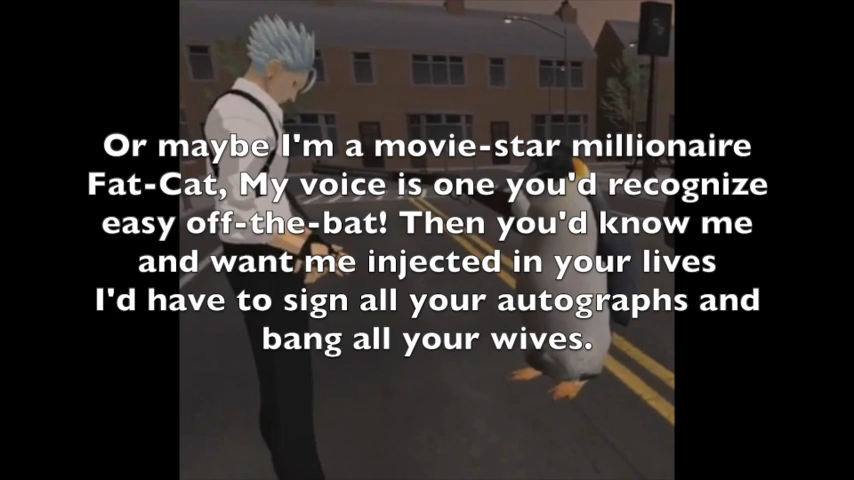 Or maybe I'm a movie-star millionaire
Fat-Cat, My voice is one you'd recognize
easy off-the-bat! Then you'd know me
and want me injected in your lives
I'd have to sign all your autographs and
bang all your wives.